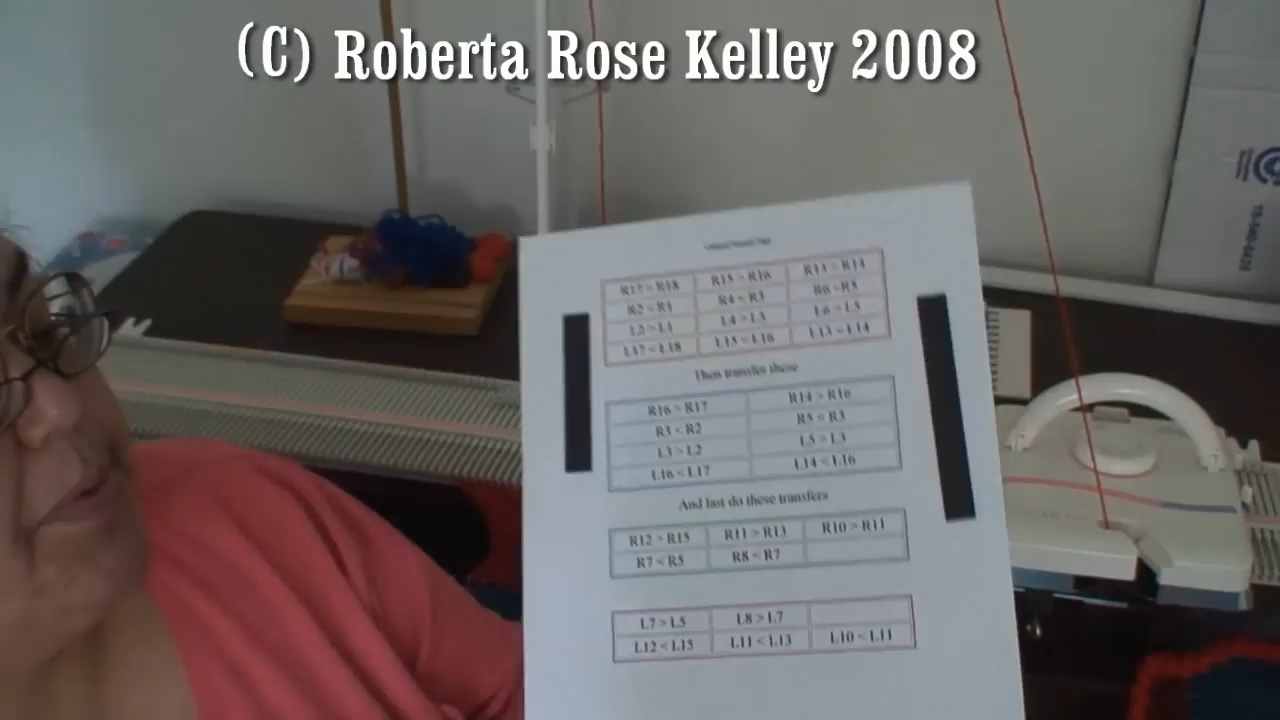 (C) Roberta Rose Kelley 2008
R17 > R18 R15 > R16 R13 > R14
R2 < R1 R4 < R3 R6 < R5
L2 > L1 L4 > L3 L6 > L5
L17 < L18 L15 < L16 L13 < L14
Then transfer these
R16 > R17 R14 > R16
R3 < R2 R5 < R3
L3 > L2 L5 > L3
L16 < L17 L14 < L16
And last do these transfers
R12 > R15 R11 > R13 R10 > R11
R7 < R5 R8 < R7
L7 > L5 L8 > L7
L12 < L15 L11 < L13 L10 < L11